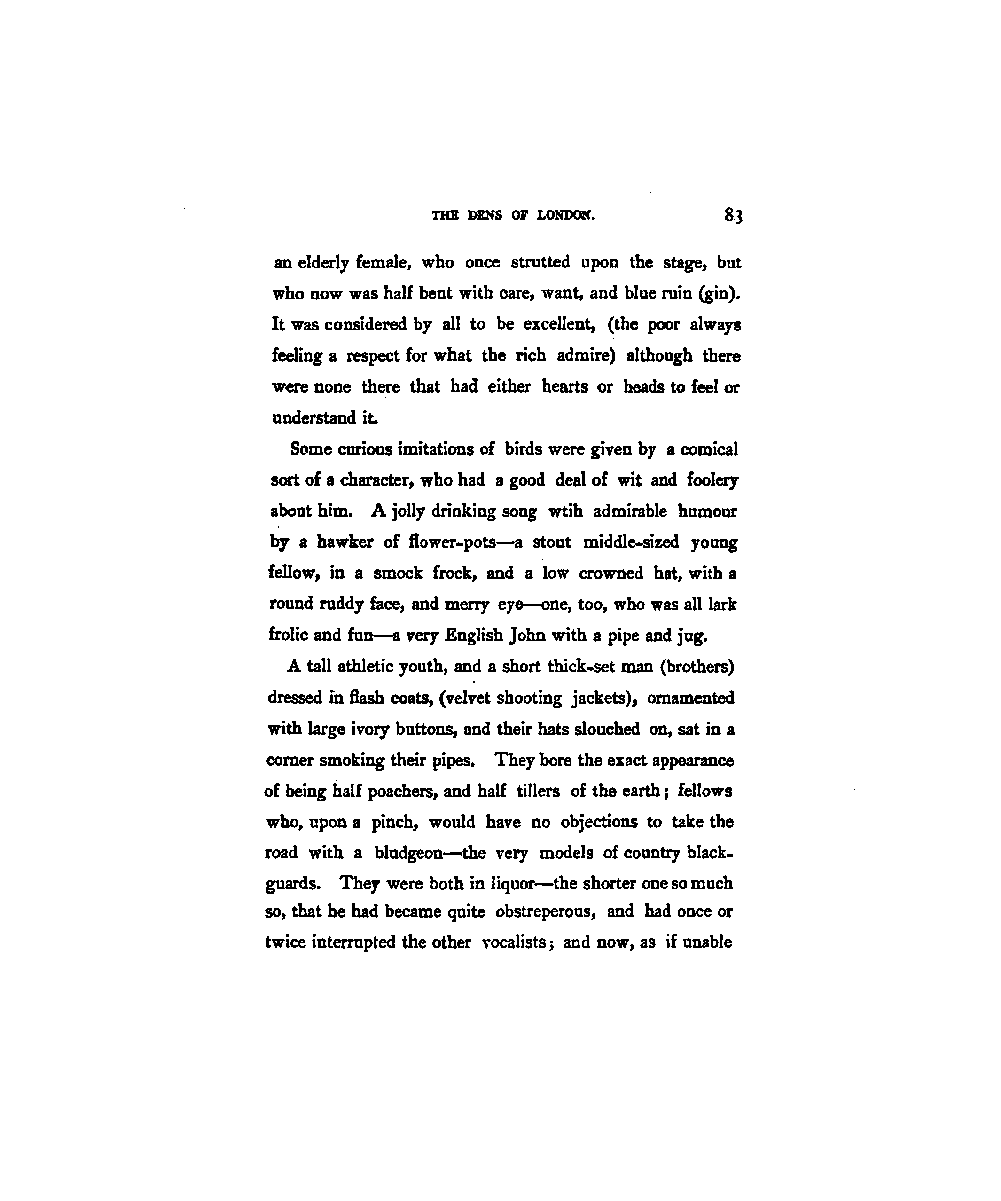 THE DENS OF LONDON. 83
an elderly female, who once strutted upon the stage, but
who now was half bent with care, want, and blue ruin (gin).
It was considered by all to be excellent, (the poor always
feeling a respect for what the rich admire) although there
were none there that had either hearts or heads to feel or
understand it.
Some curious imitations of birds were given by a comical
sort of a character, who had a good deal of wit and foolery
about him. A jolly drinking song wtih admirable humour
by a hawker of flower-pots—a stout middle-sized young
fellow, in a smock frock, and a low crowned hat, with a
round ruddy face, and merry eye—one, too, who was all lark
frolic and fun—a very English John with a pipe and jug.
A tall athletic youth, and a short thick-set man (brothers)
dressed in flash coats, (velvet shooting jackets), ornamented
with large ivory buttons, and their hats slouched on, sat in a
corner smoking their pipes. They bore the exact appearance
of being half poachers, and half tillers of the earth; fellows
who, upon a pinch, would have no objections to take the
road with a bludgeon—the very models of country black-
guards. They were both in liquor—the shorter one so much
so, that he had became quite obstreperous, and had once or
twice interrupted the other vocalists; and now, as if unable